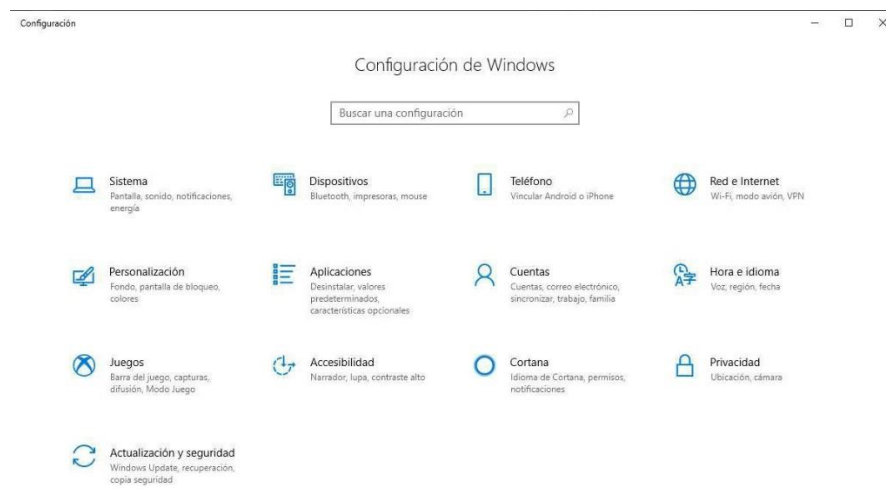 Configuración
Configuración de Windows
Buscar una configuración
Sistema
Pantalla, sonido, notificaciones,
energía
Dispositivos
Bluetooth, impresoras, mouse
Teléfono
Vincular Android o iPhone
Red e Internet
Wi-Fi, modo avión, VPN
Personalización
Fondo, pantalla de bloqueo,
colores
Aplicaciones
Desinstalar, valores
predeterminados,
características opcionales
Cuentas
Cuentas, correo electrónico,
sincronizar, trabajo, familia
Hora e idioma
Voz, región, fecha
Juegos
Barra del juego, capturas,
difusión, Modo Juego
Accesibilidad
Narrador, lupa, contraste alto
Cortana
Idioma de Cortana, permisos,
notificaciones
Privacidad
Ubicación, cámara
Actualización y seguridad
Windows Update, recuperación,
copia seguridad